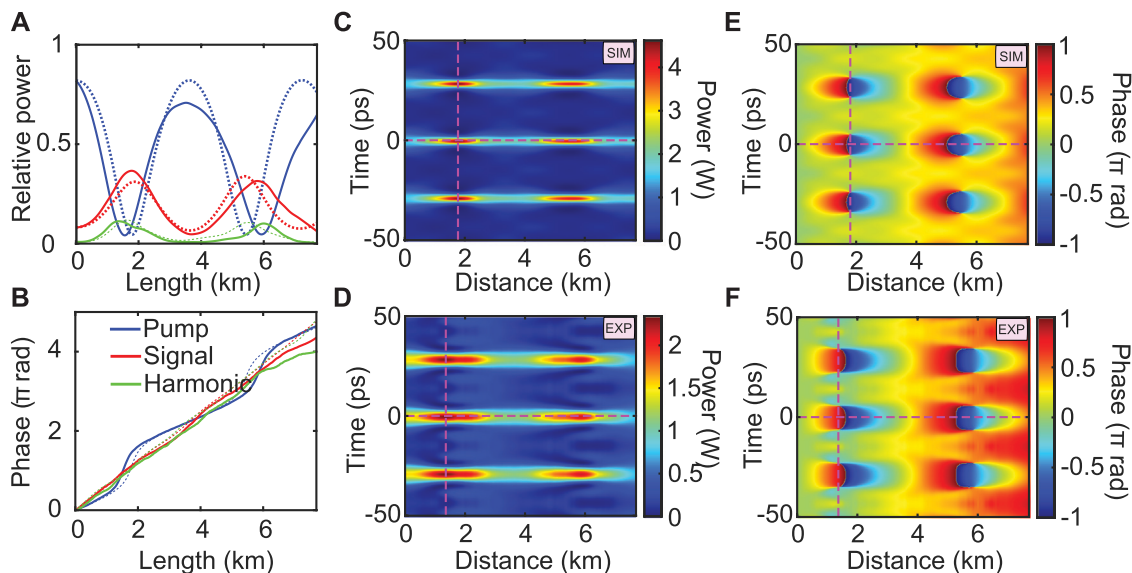 A
1
0.5
0
Relative power
0 2 4 6
Length (km)
B
Pump
Signal
Harmonic
4
2
0
Phase (π rad)
0 2 4 6
Length (km)
C
SIM
50
0
-50
Time (ps)
0 2 4 6
Distance (km)
4
3
2
1
0
Power (W)
D
EXP
50
0
-50
Time (ps)
0 2 4 6
Distance (km)
2
1.5
1
0.5
0
Power (W)
E
SIM
50
0
-50
Time (ps)
0 2 4 6
Distance (km)
1
0.5
0
-0.5
-1
Phase (π rad)
F
EXP
50
0
-50
Time (ps)
0 2 4 6
Distance (km)
1
0.5
0
-0.5
-1
Phase (π rad)